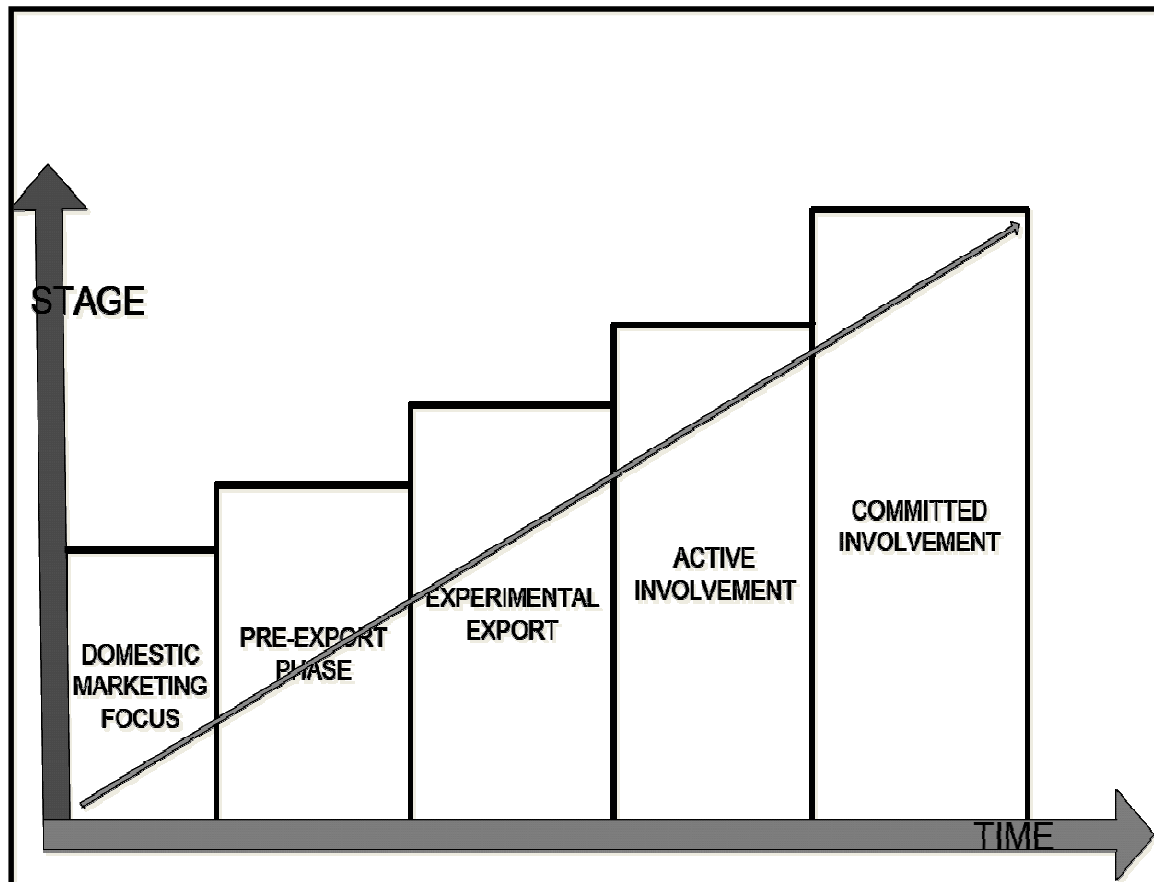 STAGE
DOMESTIC
MARKETING
FOCUS
PRE-EXPORT
PHASE
EXPERIMENTAL
EXPORT
ACTIVE
INVOLVEMENT
COMMITTED
INVOLVEMENT
TIME